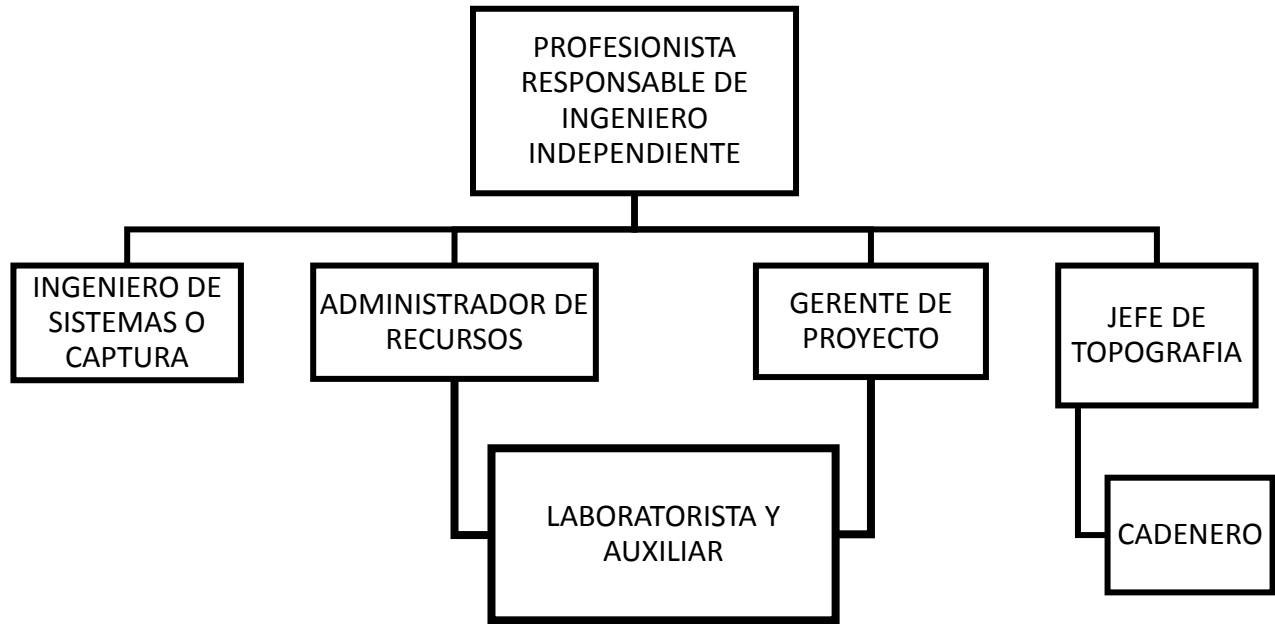 PROFESIONISTA
RESPONSABLE DE
INGENIERO
INDEPENDIENTE
INGENIERO DE
SISTEMAS O
CAPTURA
ADMINISTRADOR DE
RECURSOS
GERENTE DE
PROYECTO
JEFE DE
TOPOGRAFIA
LABORATORISTA Y
AUXILIAR
CADENERO